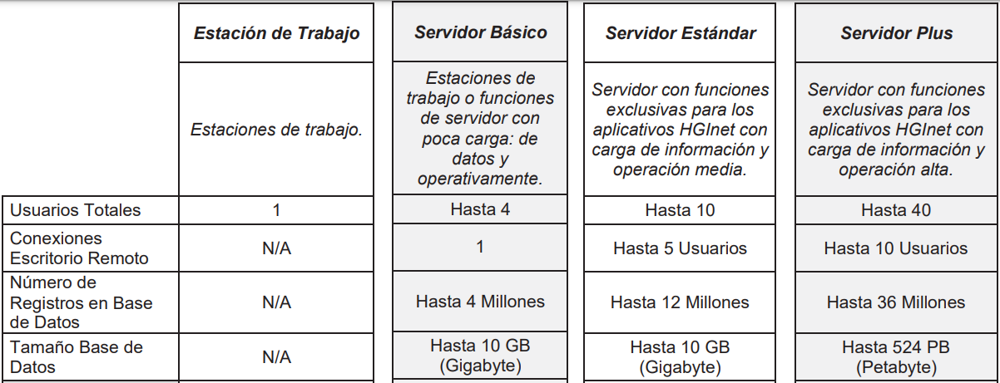 Estación de Trabajo
Servidor Básico
Servidor Estándar
Servidor Plus
Estaciones de trabajo.
Estaciones de
trabajo o funciones
de servidor con
poca carga: de
datos y
operativamente.
Servidor con funciones
exclusivas para los
aplicativos HGInet con
carga de información y
operación media.
Servidor con funciones
exclusivas para los
aplicativos HGInet con
carga de información y
operación alta.
Usuarios Totales
1
Hasta 4
Hasta 10
Hasta 40
Conexiones
Escritorio Remoto
N/A
1
Hasta 5 Usuarios
Hasta 10 Usuarios
Número de
Registros en Base
de Datos
N/A
Hasta 4 Millones
Hasta 12 Millones
Hasta 36 Millones
Tamaño Base de
Datos
N/A
Hasta 10 GB
(Gigabyte)
Hasta 10 GB
(Gigabyte)
Hasta 524 PB
(Petabyte)